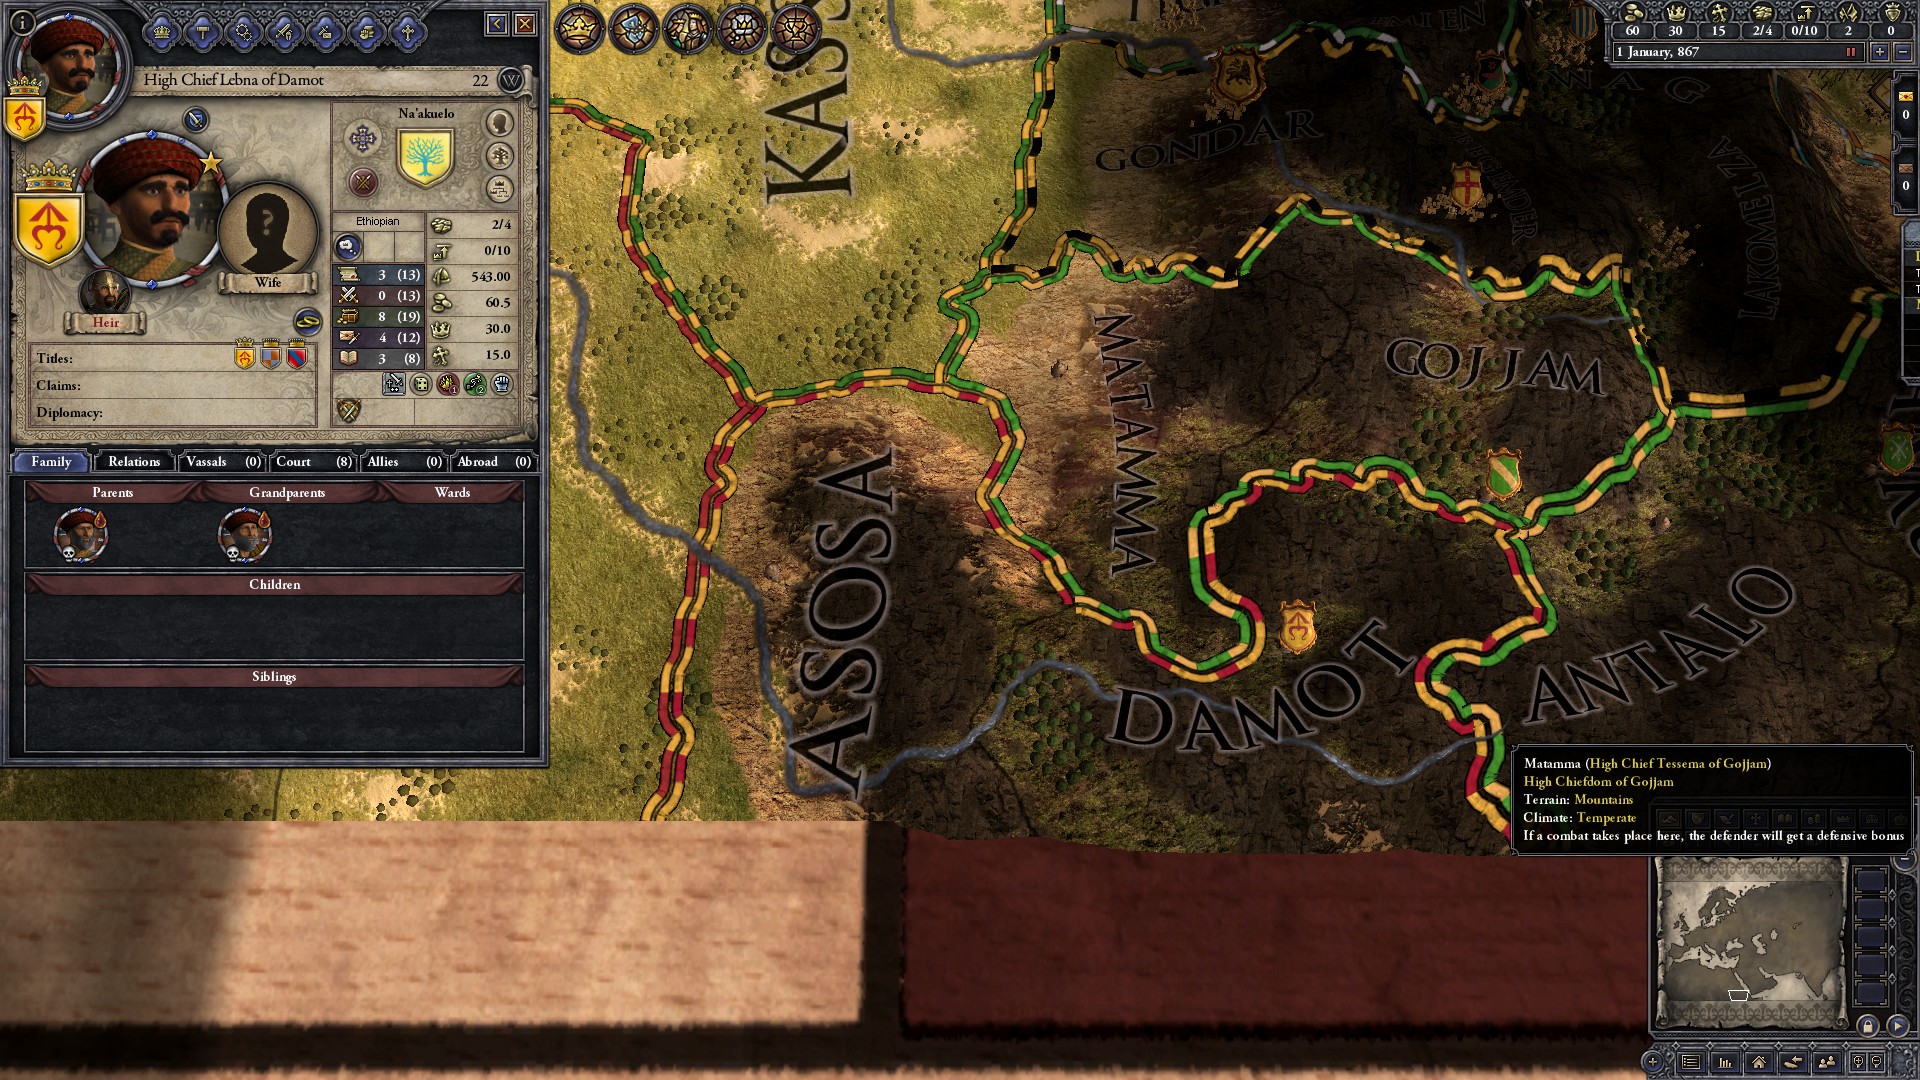 High Chief Lebna of Damot 22
W
Na'akuelo
Ethiopian
Wife
Heir
Titles:
Claims:
Diplomacy:
3 (13)
0 (13)
8 (19)
4 (12)
3 (8)
2/4
0/10
543.00
60.5
30.0
15.0
Family
Relations
Vassals (0)
Court (8)
Allies (0)
Abroad (0)
Parents
Grandparents
Wards
Children
Siblings
60 30 15 2/4 0/10 2 0
1 January, 867
0
0
GONDAR
WAG
LAKOMELZA
MATAMMA
GOJJAM
ASOSA
DAMOT
ANTALO
Matamma (High Chief Tessema of Gojjam)
High Chiefdom of Gojjam
Terrain: Mountains
Climate: Temperate
If a combat takes place here, the defender will get a defensive bonus